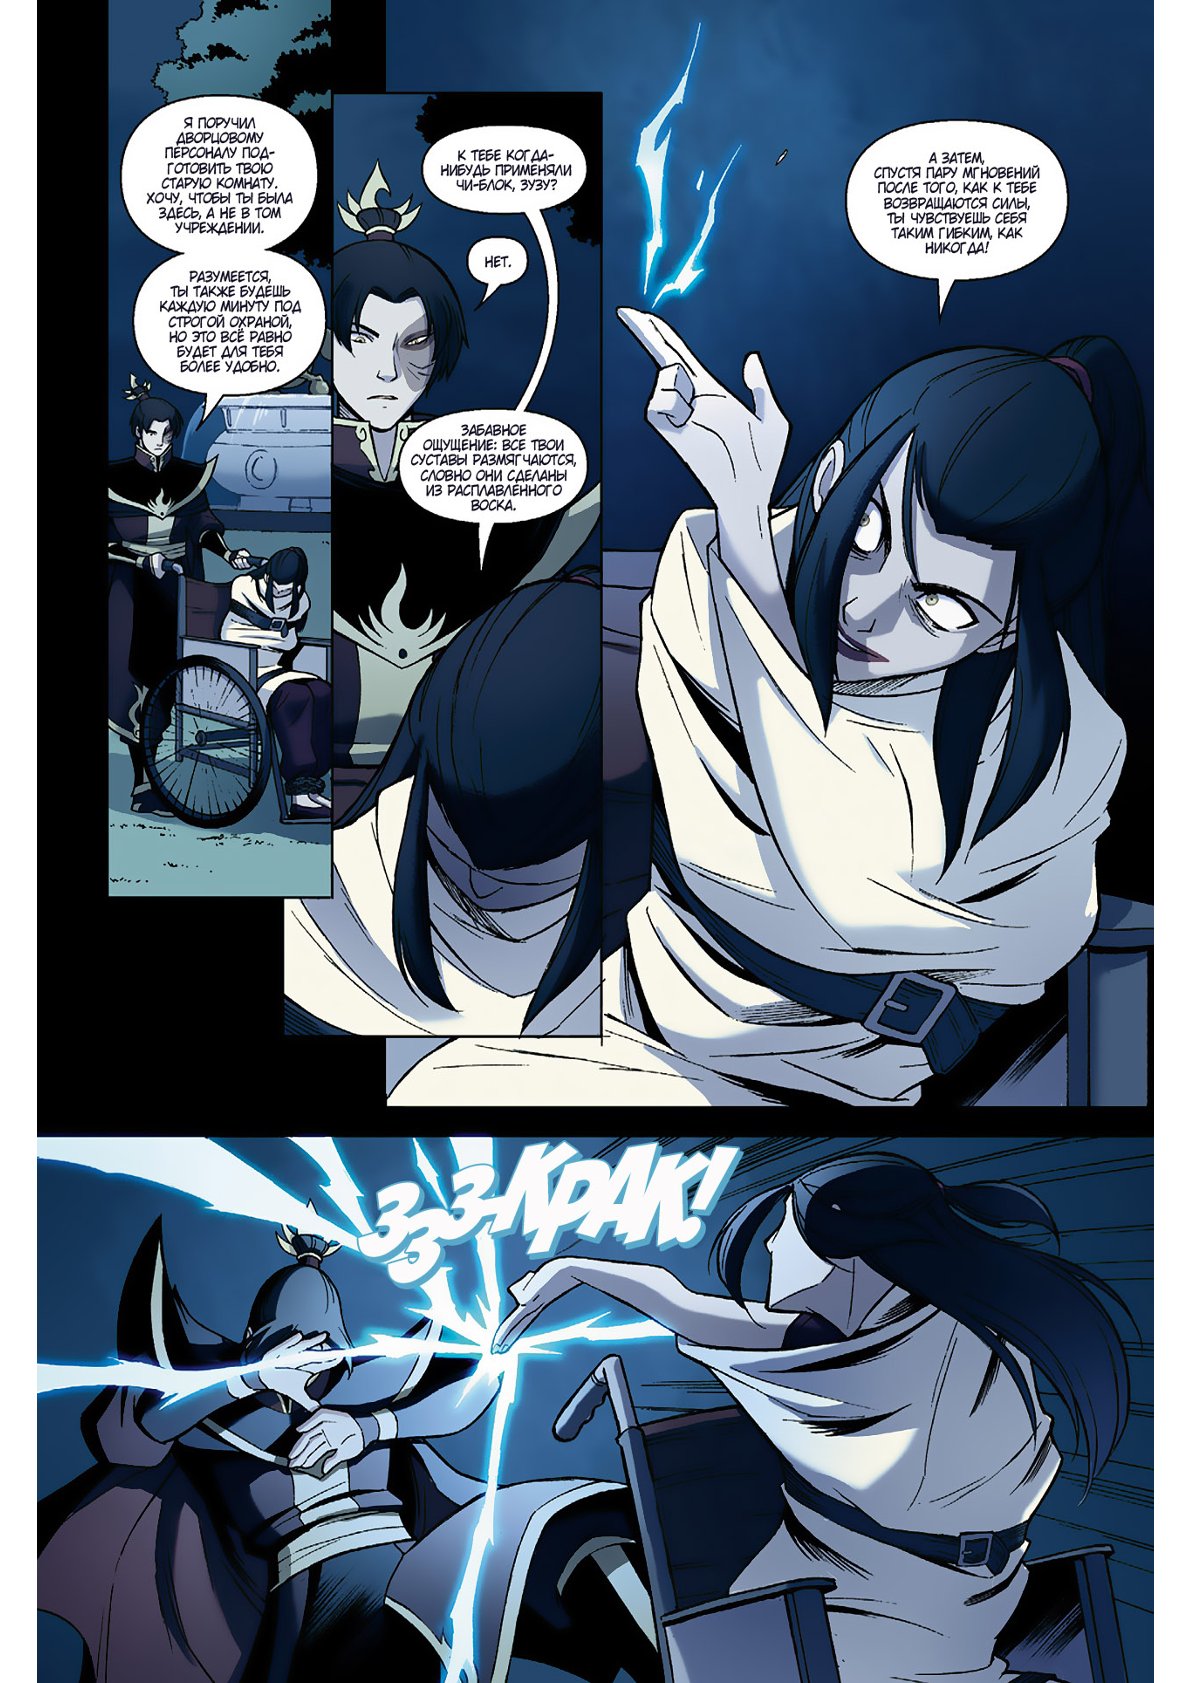 Я ПОРУЧИЛ
ДВОРЦОВОМУ
ПЕРСОНАЛУ ПОД-
ГОТОВИТЬ ТВОЮ
СТАРУЮ КОМНАТУ.
ХОЧУ, ЧТОБЫ ТЫ БЫЛА
ЗДЕСЬ, А НЕ В ТОМ
УЧРЕЖДЕНИИ.
РАЗУМЕЕТСЯ,
ТЫ ТАКЖЕ БУДЕШЬ
КАЖДУЮ МИНУТУ ПОД
СТРОГОЙ ОХРАНОЙ,
НО ЭТО ВСЁ РАВНО
БУДЕТ ДЛЯ ТЕБЯ
БОЛЕЕ УДОБНО.
К ТЕБЕ КОГДА-
НИБУДЬ ПРИМЕНЯЛИ
ЧИ-БЛОК, ЗУЗУ?
НЕТ.
ЗАБАВНОЕ
ОЩУЩЕНИЕ: ВСЕ ТВОИ
СУСТАВЫ РАЗМЯГЧАЮТСЯ,
СЛОВНО ОНИ СДЕЛАНЫ
ИЗ РАСПЛАВЛЕННОГО
ВОСКА.
А ЗАТЕМ,
СПУСТЯ ПАРУ МГНОВЕНИЙ
ПОСЛЕ ТОГО, КАК К ТЕБЕ
ВОЗВРАЩАЮТСЯ СИЛЫ,
ТЫ ЧУВСТВУЕШЬ СЕБЯ
ТАКИМ ГИБКИМ, КАК
НИКОГДА!
ЗЗЗ-КРАК!